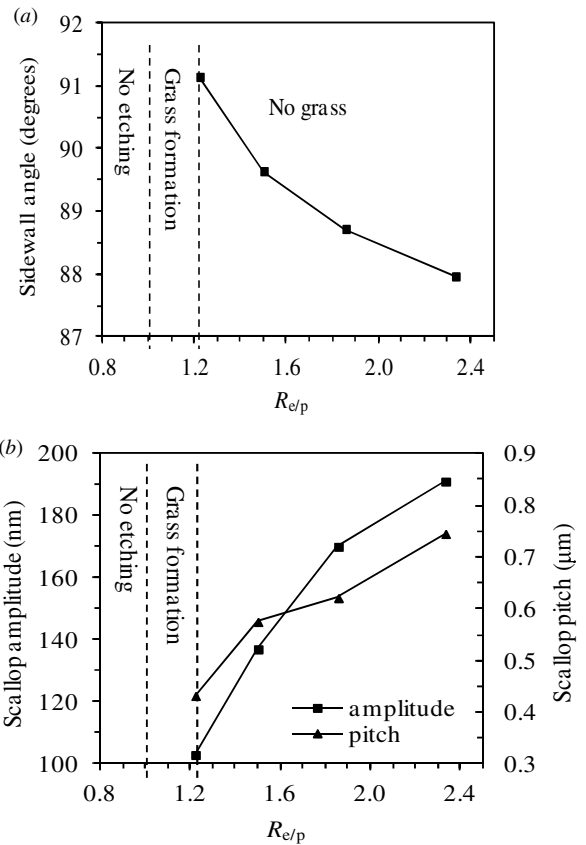 (a)
92
91
90
89
88
87
Sidewall angle (degrees)
No etching
Grass formation
No grass
0.8 1.2 1.6 2.0 2.4
Re/p
(b)
200
180
160
140
120
100
Scallop amplitude (nm)
No etching
Grass formation
amplitude
pitch
0.9
0.8
0.7
0.6
0.5
0.4
0.3
Scallop pitch (μm)
0.8 1.2 1.6 2.0 2.4
Re/p